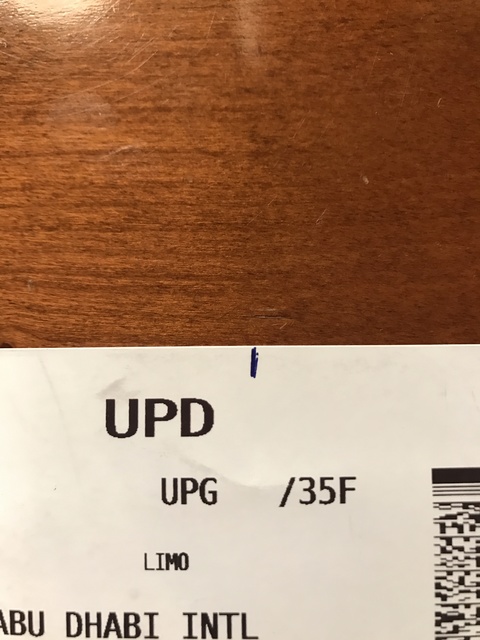 UPD
UPG /35F
LIMO
ABU DHABI INTL